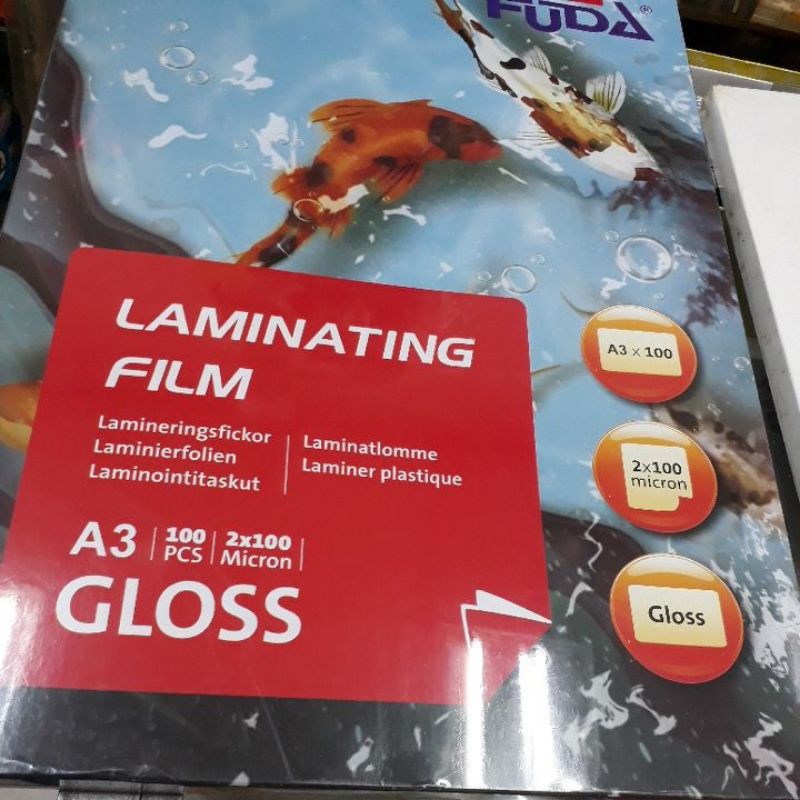 FUDA®
LAMINATING
FILM
Lamineringsfickor
Laminierfolien
Laminointitaskut
Laminatlomme
Laminer plastique
A3
100
PCS
2x100
Micron
GLOSS
A3 x 100
2x100
micron
Gloss